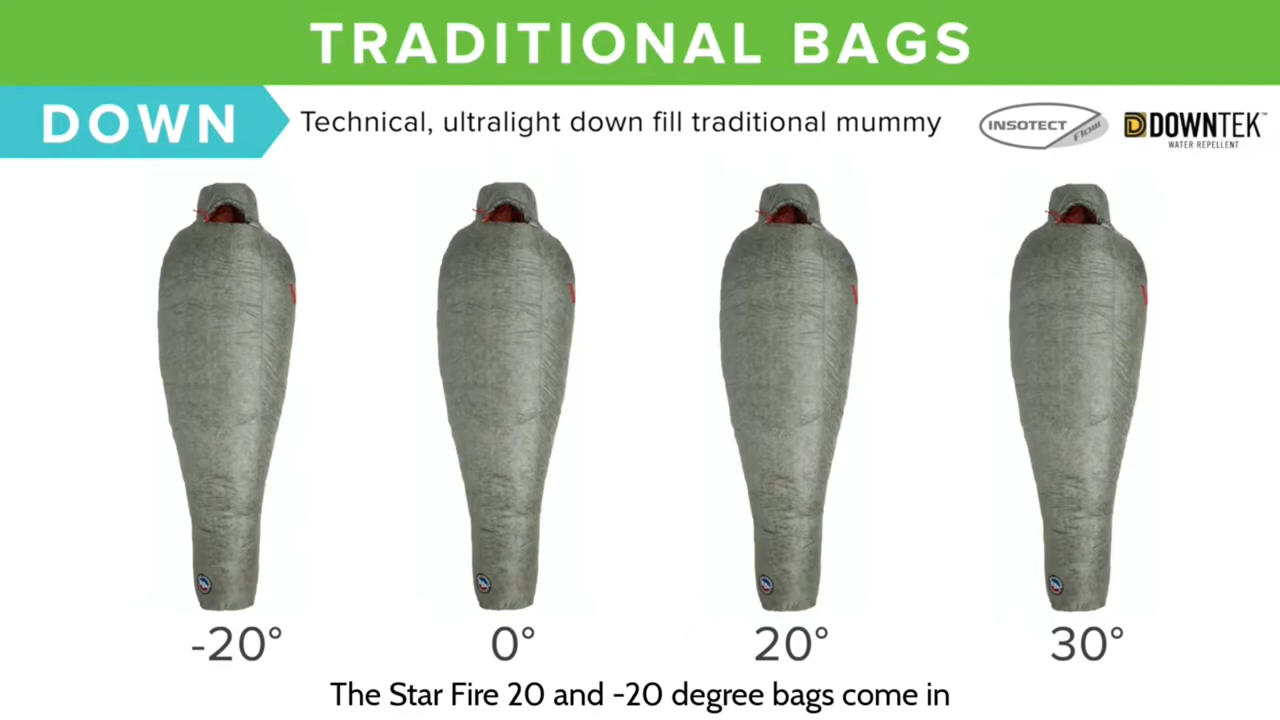 TRADITIONAL BAGS
DOWN
Technical, ultralight down fill traditional mummy
INSOTECT Flow
DOWNTEK™
WATER REPELLENT
-20°
0°
20°
30°
The Star Fire 20 and -20 degree bags come in